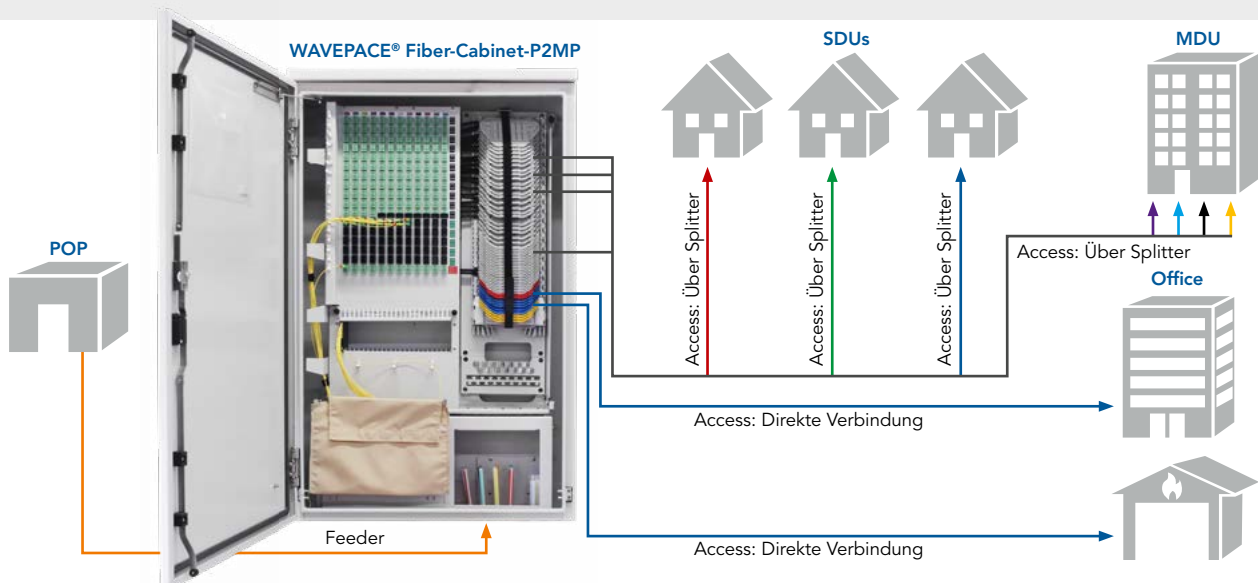 WAVEPACE® Fiber-Cabinet-P2MP
SDUs
MDU
POP
Access: Über Splitter
Access: Über Splitter
Access: Über Splitter
Access: Über Splitter
Office
Access: Direkte Verbindung
Feeder
Access: Direkte Verbindung